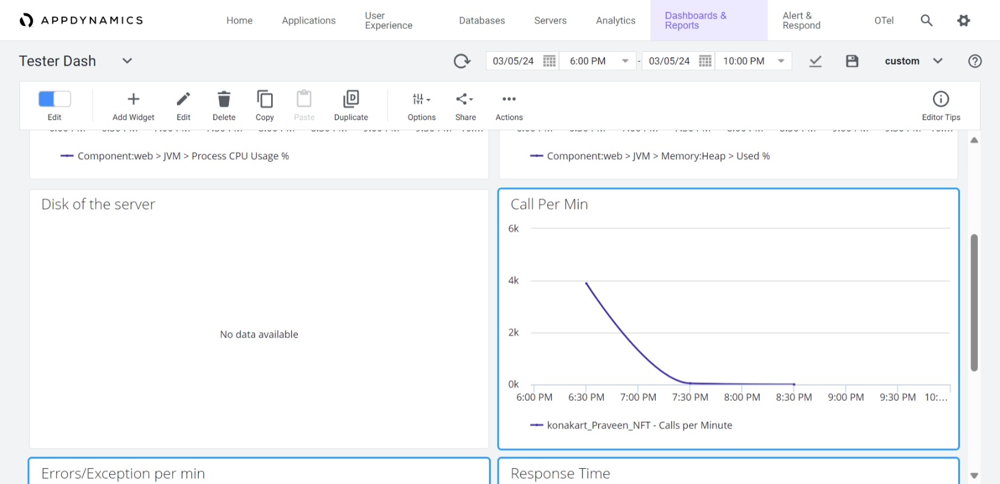 APPDYNAMICS
Home
Applications
User
Experience
Databases
Servers
Analytics
Dashboards &
Reports
Alert &
Respond
OTel
Tester Dash
03/05/24
6:00 PM
-
03/05/24
10:00 PM
custom
Edit
Add Widget
Edit
Delete
Copy
Paste
Duplicate
Options
Share
Actions
Editor Tips
Component:web > JVM > Process CPU Usage %
Component:web > JVM > Memory:Heap > Used %
Disk of the server
No data available
Call Per Min
6k
4k
2k
0k
6:00 PM 6:30 PM 7:00 PM 7:30 PM 8:00 PM 8:30 PM 9:00 PM 9:30 PM 10:...
konakart_Praveen_NFT - Calls per Minute
Errors/Exception per min
Response Time